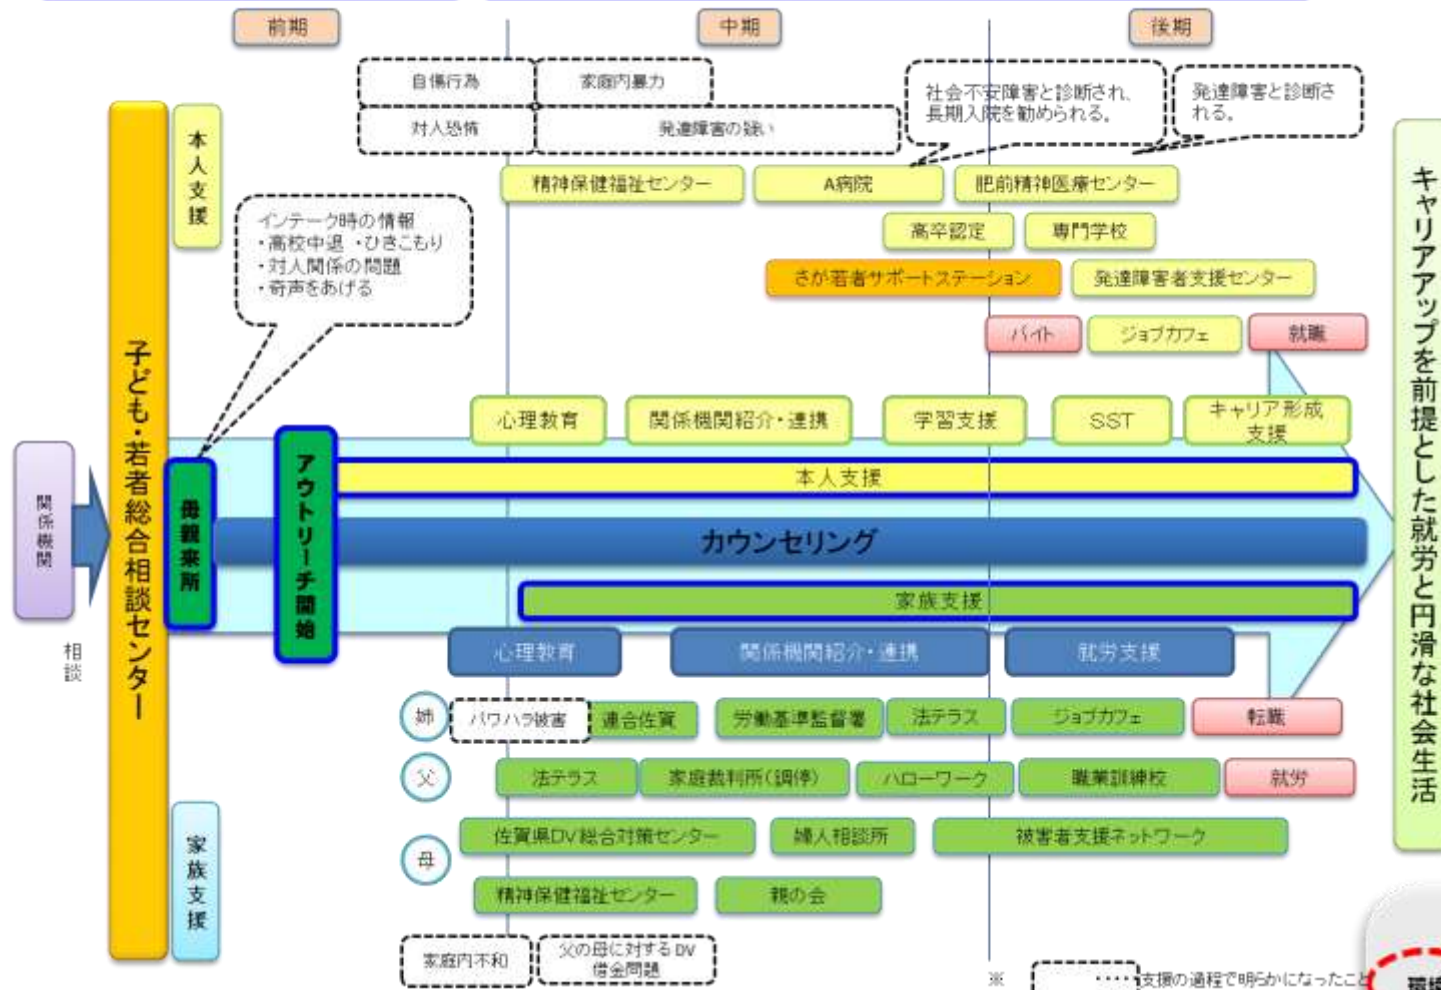 前期
中期
後期
自傷行為
家庭内暴力
対人恐怖
発達障害の疑い
社会不安障害と診断され、
長期入院を勧められる。
発達障害と診断さ
れる。
本人支援
精神保健福祉センター
A病院
肥前精神医療センター
インテーク時の情報
・高校中退 ・ひきこもり
・対人関係の問題
・奇声をあげる
高卒認定
専門学校
さが若者サポートステーション
発達障害者支援センター
バイト
ジョブカフェ
就職
心理教育
関係機関紹介・連携
学習支援
SST
キャリア形成
支援
関係機関
相談
子ども・若者総合相談センター
母親来所
アウトリーチ開始
本人支援
カウンセリング
家族支援
キャリアアップを前提とした就労と円滑な社会生活
心理教育
関係機関紹介・連携
就労支援
姉
パワハラ被害
連合佐賀
労働基準監督署
法テラス
ジョブカフェ
転職
父
法テラス
家庭裁判所(調停)
ハローワーク
職業訓練校
就労
母
佐賀県DV総合対策センター
婦人相談所
被害者支援ネットワーク
精神保健福祉センター
親の会
家族支援
家庭内不和
父の母に対するDV
借金問題
※
‥‥支援の過程で明らかになったこと